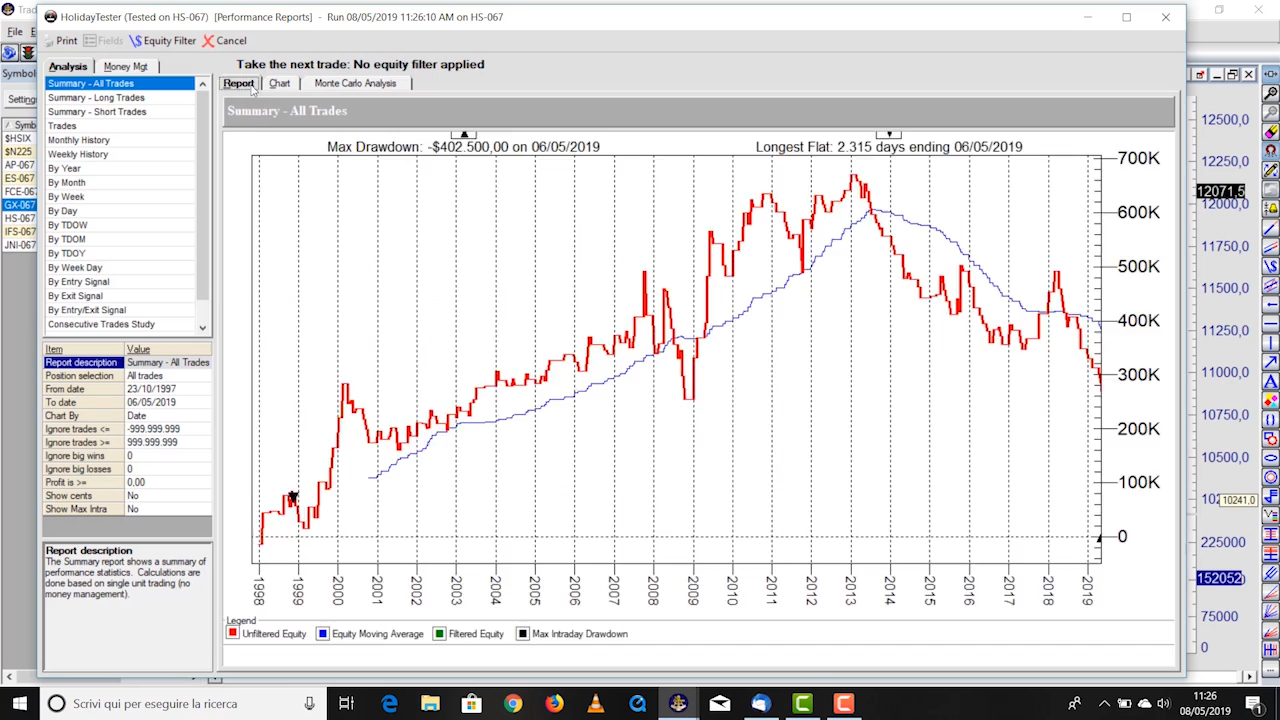 Trad
HolidayTester (Tested on HS-067) [Performance Reports] - Run 08/05/2019 11:26:10 AM on HS-067
File
Print Fields Equity Filter Cancel
Take the next trade: No equity filter applied
Symbols
Analysis Money Mgt
Report Chart Monte Carlo Analysis
Settings
Summary - All Trades
Summary - Long Trades
Summary - Short Trades
Trades
Monthly History
Weekly History
By Year
By Month
By Week
By Day
By TDOW
By TDOM
By TDOY
By Week Day
By Entry Signal
By Exit Signal
By Entry/Exit Signal
Consecutive Trades Study
Symb
$HSIX
$N225
AP-067
ES-067
FCE-067
GX-067
HS-067
IFS-067
JNI-067
Item Value
Report description Summary - All Trades
Position selection All trades
From date 23/10/1997
To date 06/05/2019
Chart By Date
Ignore trades <= -999.999.999
Ignore trades >= 999.999.999
Ignore big wins 0
Ignore big losses 0
Profit is >= 0,00
Show cents No
Show Max Intra No
Report description
The Summary report shows a summary of
performance statistics. Calculations are
done based on single unit trading (no
money management).
Summary - All Trades
Max Drawdown: -$402.500,00 on 06/05/2019 Longest Flat: 2.315 days ending 06/05/2019
700K
600K
500K
400K
300K
200K
100K
0
1998 1999 2000 2001 2002 2003 2004 2005 2006 2007 2008 2009 2010 2011 2012 2013 2014 2015 2016 2017 2018 2019
Legend
Unfiltered Equity Equity Moving Average Filtered Equity Max Intraday Drawdown
12500,0
12250,0
12071,5
12000,0
11750,0
11500,0
11250,0
11000,0
10750,0
10500,0
10241,0
225000
152052
75000
0
Scrivi qui per eseguire la ricerca
11:26
08/05/2019